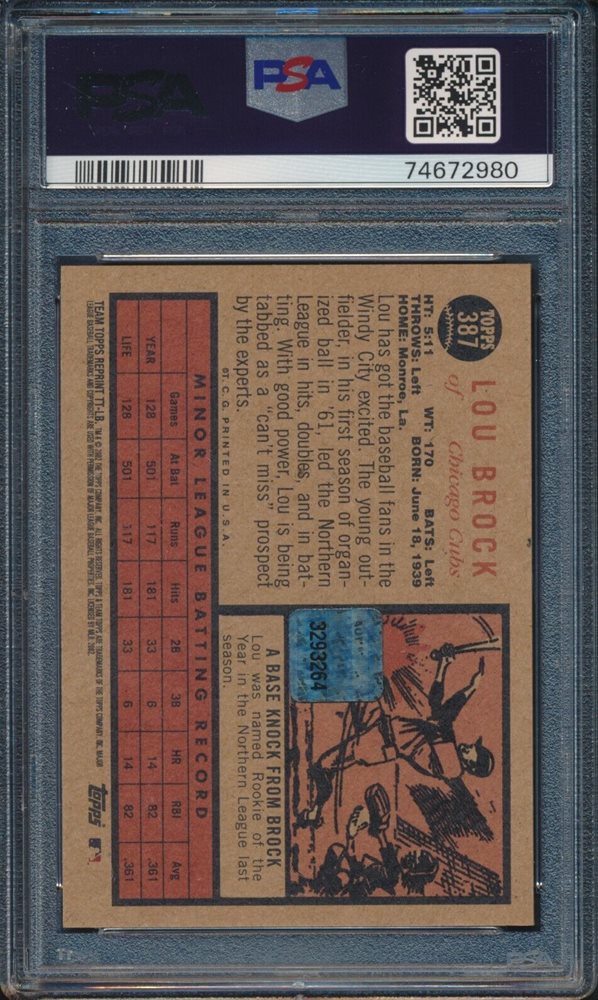 PSA
PSA
74672980
TOPPS
387
LOU BROCK
of Chicago Cubs
HT: 5:11 WT: 170 BATS: Left
THROWS: Left BORN: June 18, 1939
HOME: Monroe, La.
Lou has got the baseball fans in the
Windy City excited. The young out-
fielder, in his first season of organ-
ized ball in '61, led the Northern
League in hits, doubles, and in bat-
ting. With good power, Lou is being
tabbed as a "can't miss" prospect
by the experts.
©T.C.G. PRINTED IN U.S.A.
3293264
A BASE KNOCK FROM BROCK
Lou was named Rookie of the
Year in the Northern League last
season.
MINOR LEAGUE BATTING RECORD
Games At Bat Runs Hits 2B 3B HR RBI Avg
YEAR 128 501 117 181 33 6 14 82 .361
LIFE 128 501 117 181 33 6 14 82 .361
TEAM TOPPS REPRINT TT-LB
topps
PSA